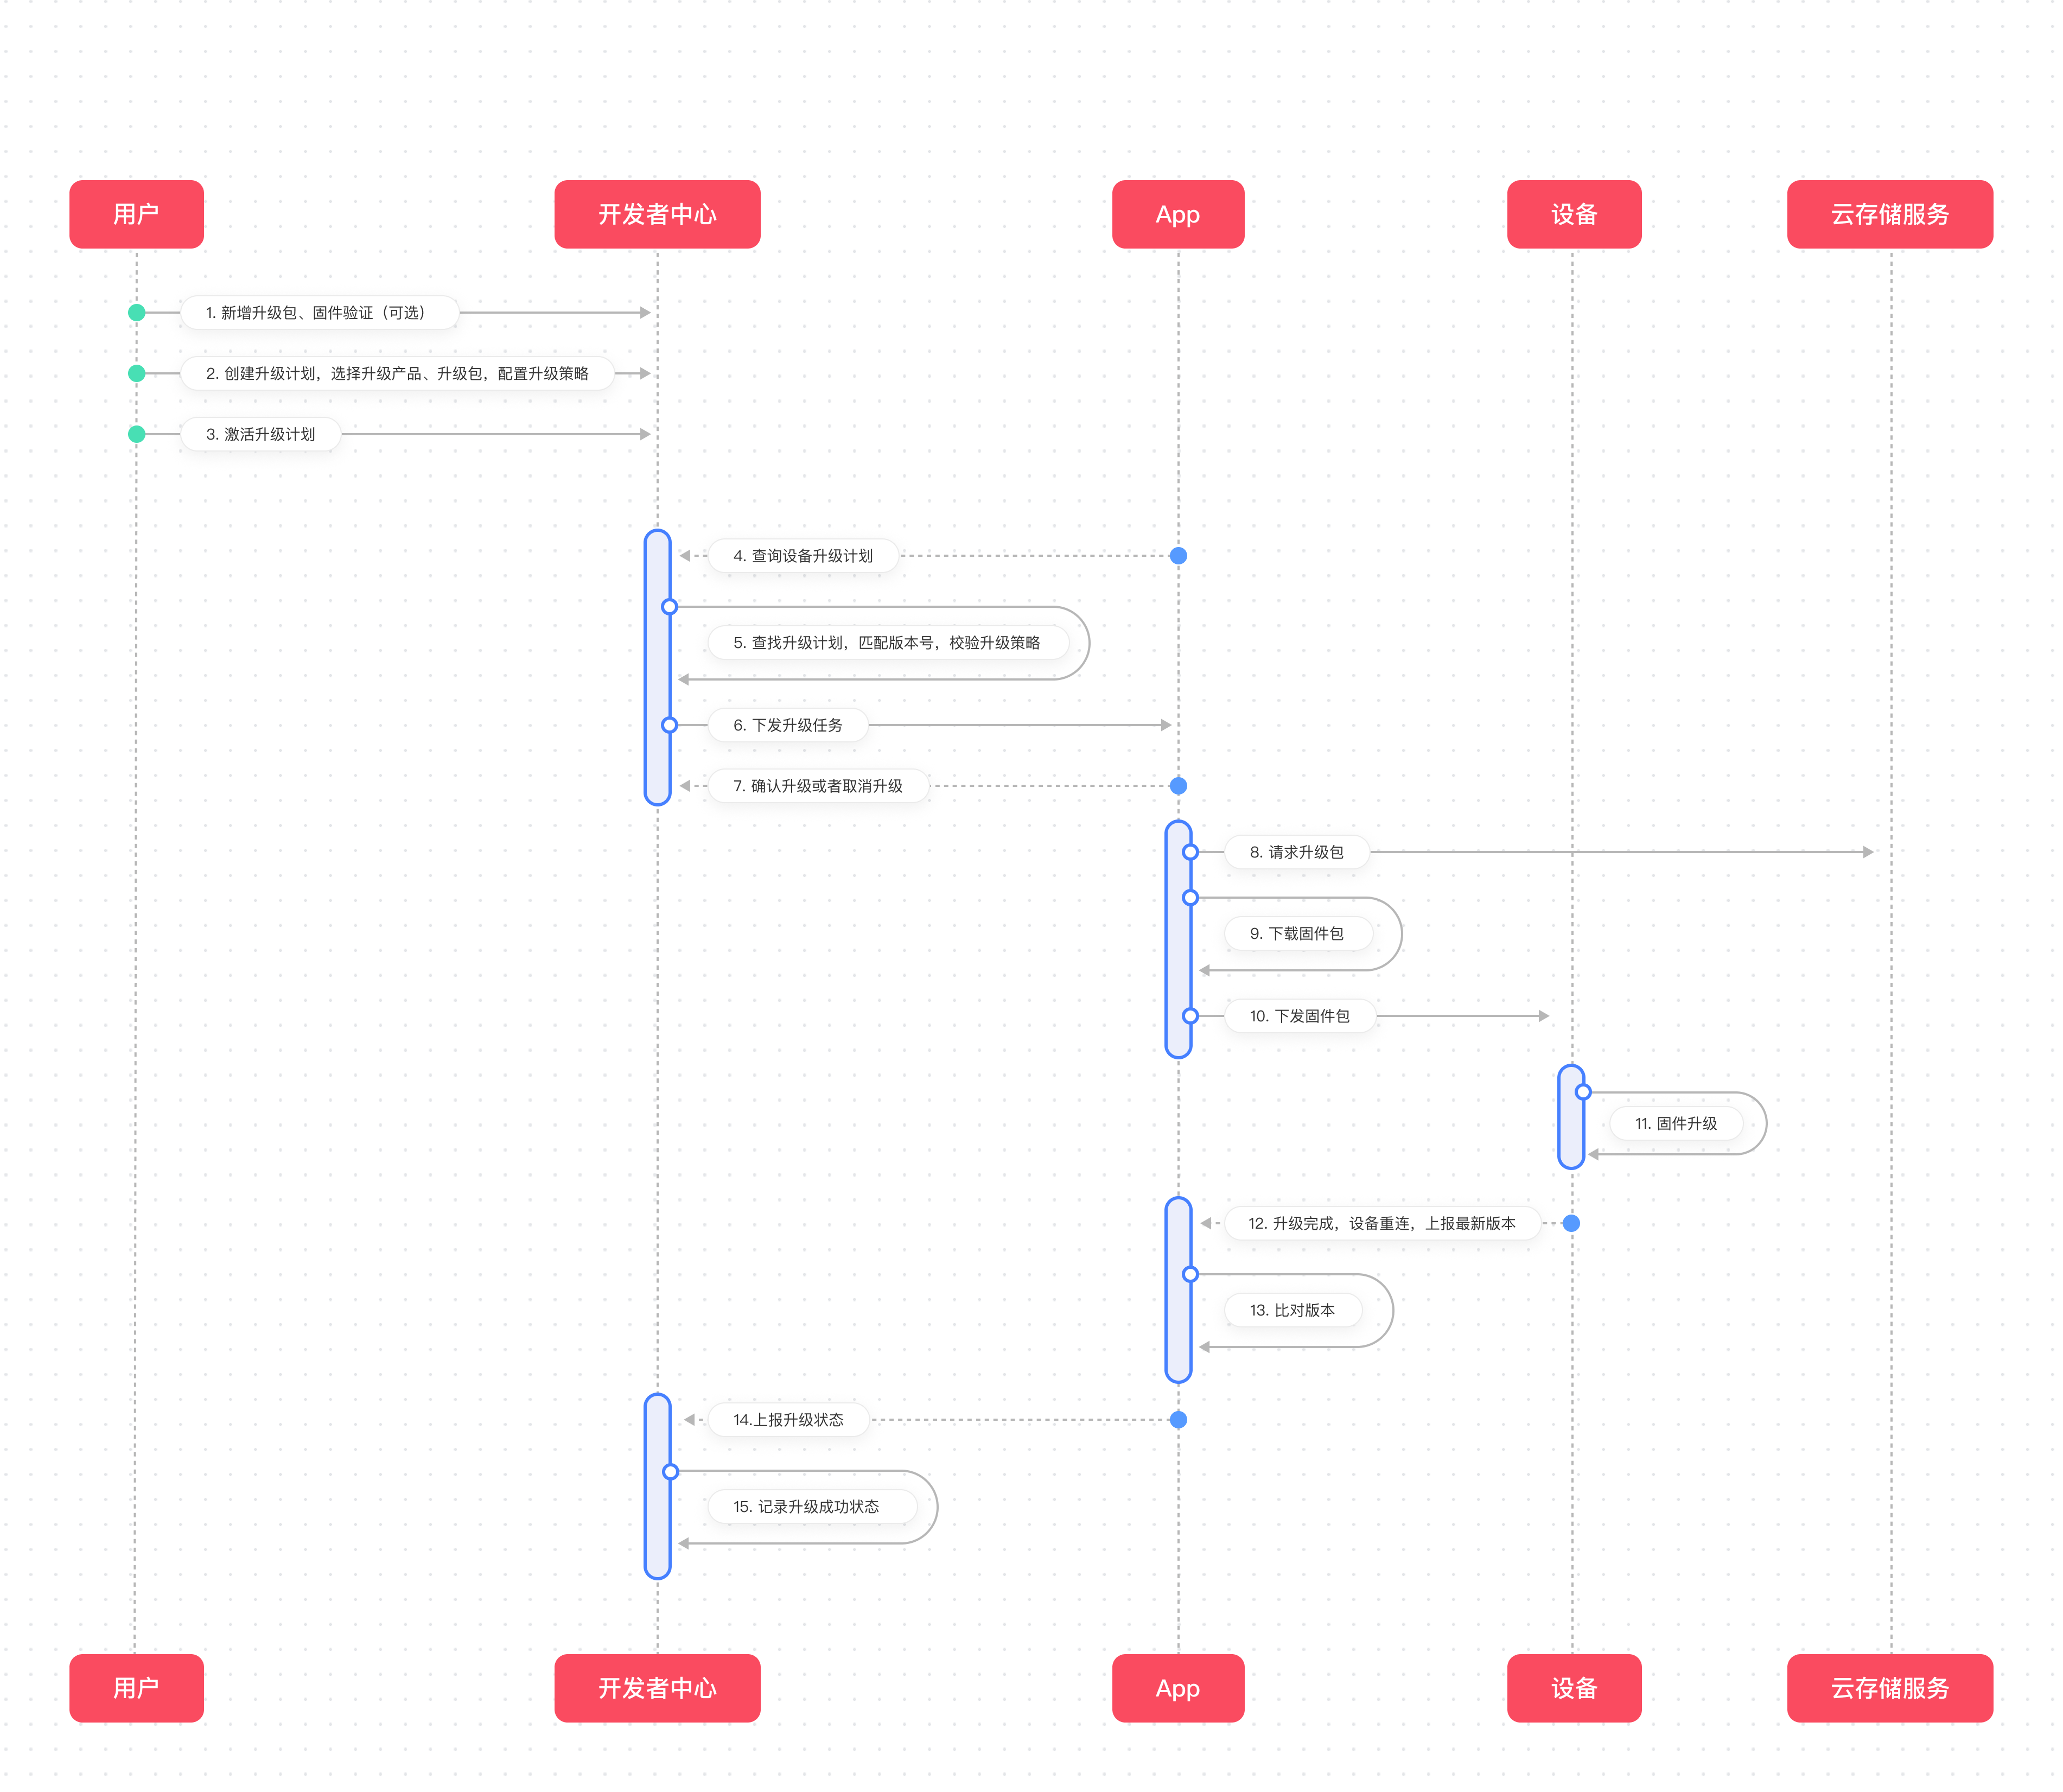 用户
开发者中心
App
设备
云存储服务
1. 新增升级包、固件验证（可选）
2. 创建升级计划，选择升级产品、升级包，配置升级策略
3. 激活升级计划
4. 查询设备升级计划
5. 查找升级计划，匹配版本号，校验升级策略
6. 下发升级任务
7. 确认升级或者取消升级
8. 请求升级包
9. 下载固件包
10. 下发固件包
11. 固件升级
12. 升级完成，设备重连，上报最新版本
13. 比对版本
14.上报升级状态
15. 记录升级成功状态
用户
开发者中心
App
设备
云存储服务